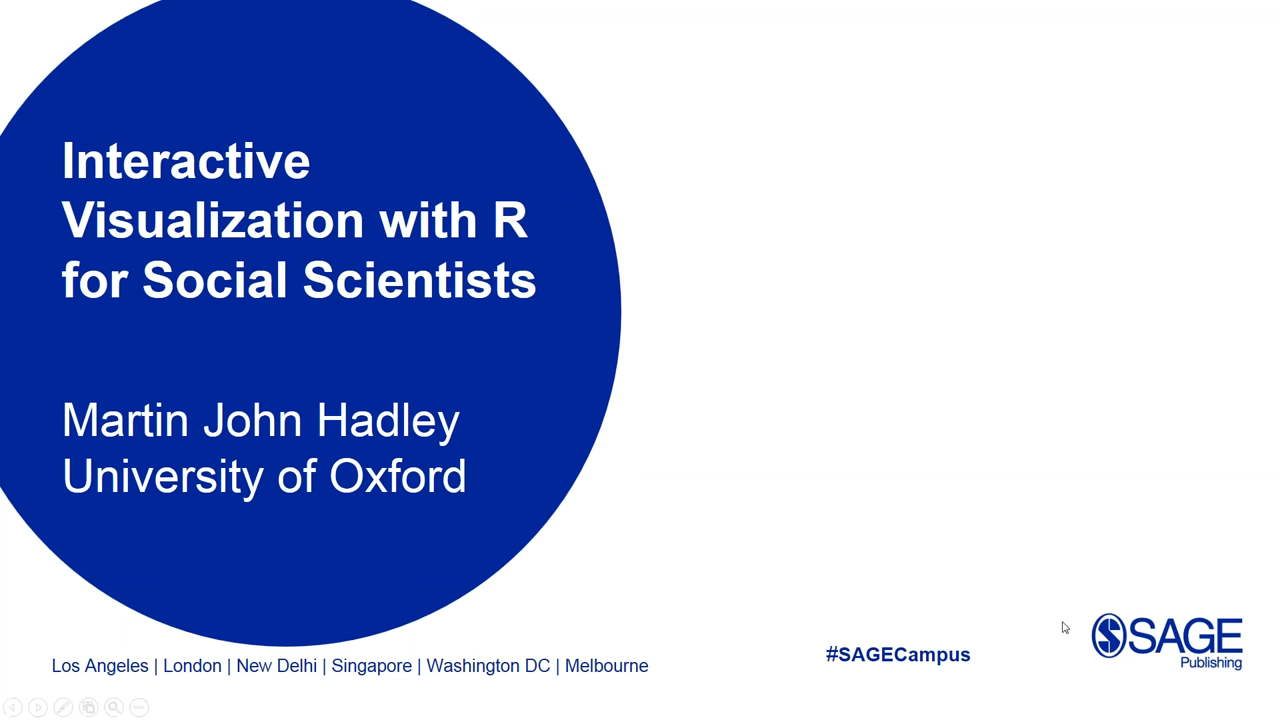 Interactive
Visualization with R
for Social Scientists
Martin John Hadley
University of Oxford
Los Angeles | London | New Delhi | Singapore | Washington DC | Melbourne
#SAGECampus
SAGE
Publishing